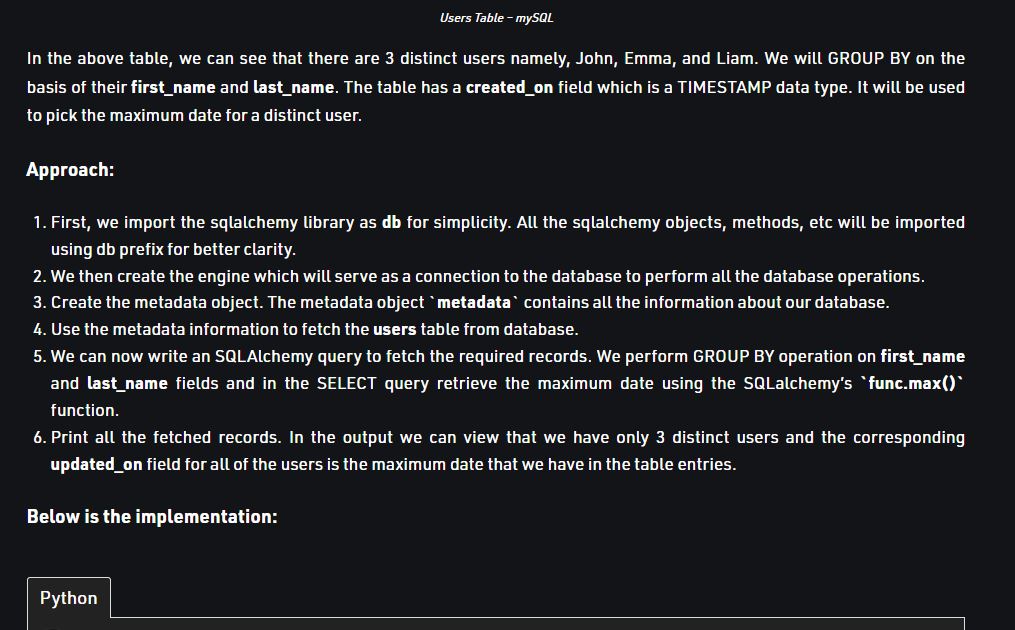 Users Table – mySQL
In the above table, we can see that there are 3 distinct users namely, John, Emma, and Liam. We will GROUP BY on the
basis of their first_name and last_name. The table has a created_on field which is a TIMESTAMP data type. It will be used
to pick the maximum date for a distinct user.
Approach:
1. First, we import the sqlalchemy library as db for simplicity. All the sqlalchemy objects, methods, etc will be imported
using db prefix for better clarity.
2. We then create the engine which will serve as a connection to the database to perform all the database operations.
3. Create the metadata object. The metadata object `metadata` contains all the information about our database.
4. Use the metadata information to fetch the users table from database.
5. We can now write an SQLAlchemy query to fetch the required records. We perform GROUP BY operation on first_name
and last_name fields and in the SELECT query retrieve the maximum date using the SQLalchemy's `func.max()`
function.
6. Print all the fetched records. In the output we can view that we have only 3 distinct users and the corresponding
updated_on field for all of the users is the maximum date that we have in the table entries.
Below is the implementation:
Python